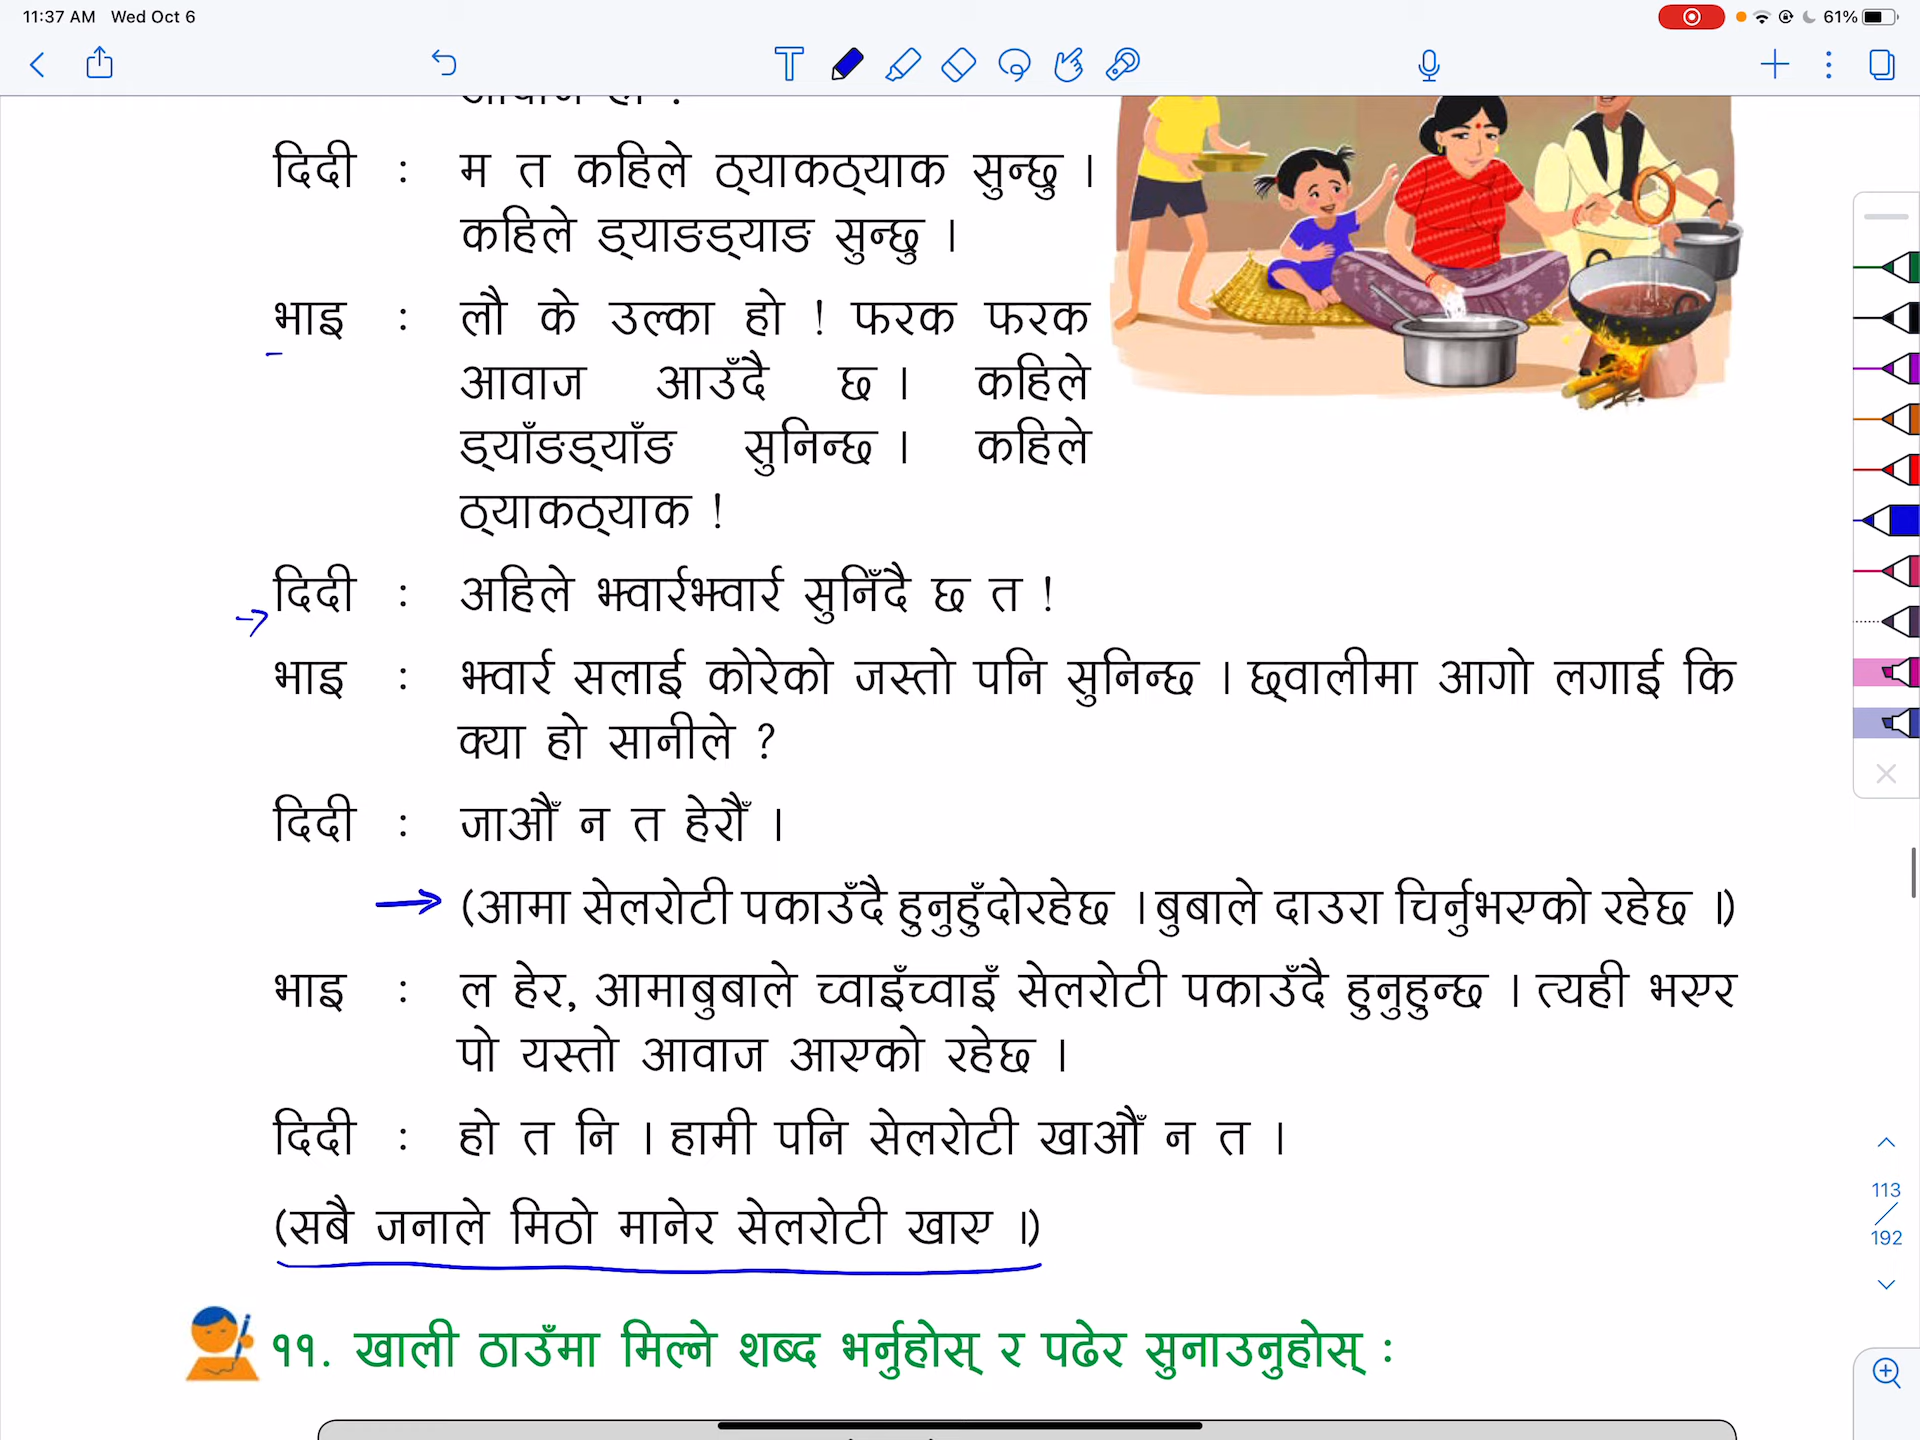 11:37 AM Wed Oct 6
61%
दिदी : म त कहिले ठ्याकठ्याक सुन्छु ।
कहिले ड्याङड्याङ सुन्छु ।
भाइ : लौ के उल्का हो ! फरक फरक
आवाज आउँदै छ । कहिले
ड्याँङड्याँङ सुनिन्छ । कहिले
ठ्याकठ्याक !
दिदी : अहिले झ्वार्रझ्वार्र सुनिँदै छ त !
भाइ : झ्वार्र सलाई कोरेको जस्तो पनि सुनिन्छ । छ्वालीमा आगो लगाई कि
क्या हो सानीले ?
दिदी : जाऔँ न त हेरौँ ।
(आमा सेलरोटी पकाउँदै हुनुहुँदोरहेछ । बुबाले दाउरा चिर्नुभएको रहेछ ।)
भाइ : ल हेर, आमाबुबाले च्वाइँच्वाइँ सेलरोटी पकाउँदै हुनुहुन्छ । त्यही भएर
पो यस्तो आवाज आएको रहेछ ।
दिदी : हो त नि । हामी पनि सेलरोटी खाऔँ न त ।
(सबै जनाले मिठो मानेर सेलरोटी खाए ।)
११. खाली ठाउँमा मिल्ने शब्द भर्नुहोस् र पढेर सुनाउनुहोस् :
113
/
192